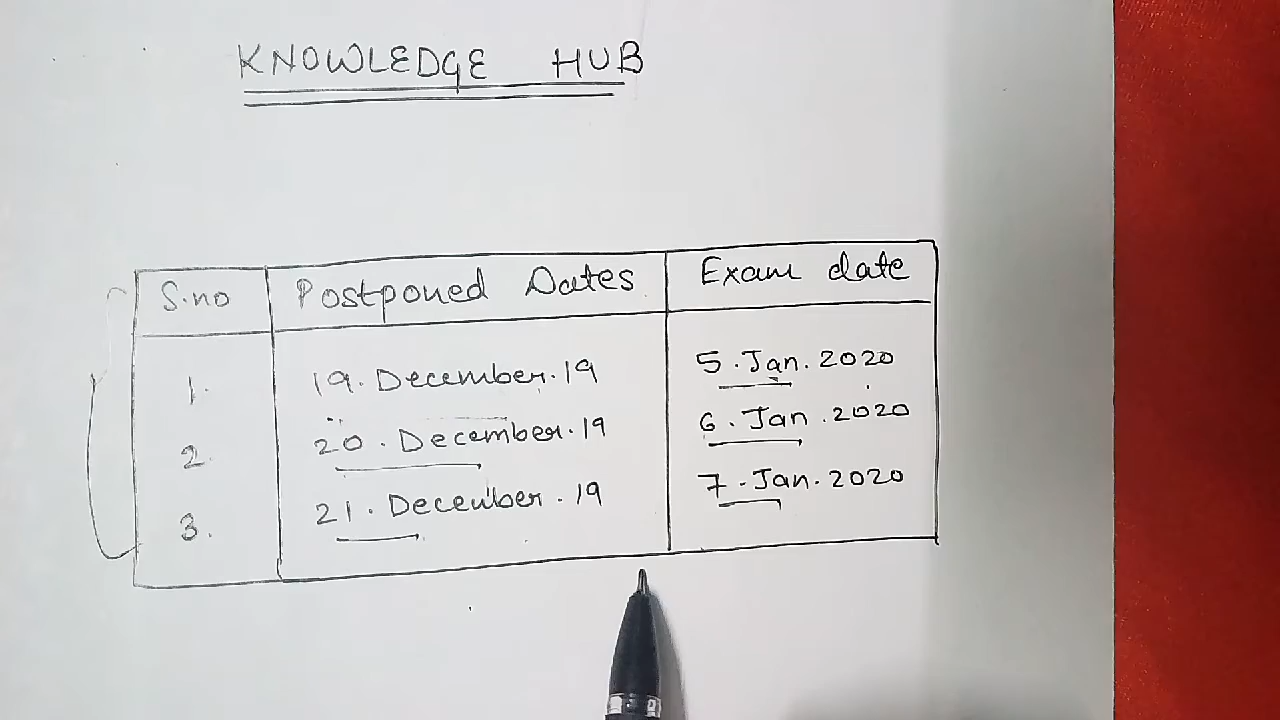 KNOWLEDGE HUB
S.no Postponed Dates Exam date
1. 19. December. 19 5. Jan. 2020
2. 20. December. 19 6. Jan. 2020
3. 21. December. 19 7. Jan. 2020